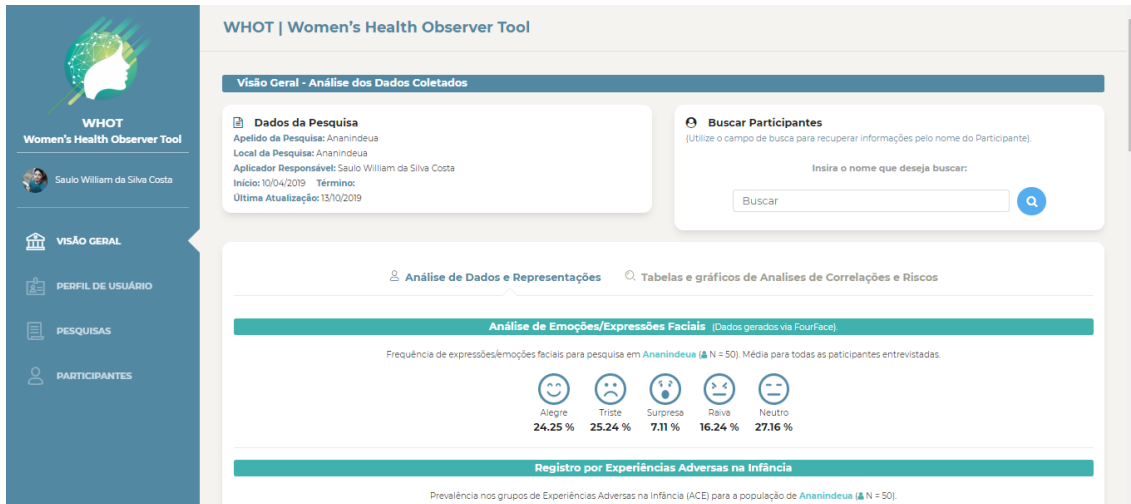 WHOT
Women's Health Observer Tool
Saulo William da Silva Costa
VISÃO GERAL
PERFIL DE USUÁRIO
PESQUISAS
PARTICIPANTES
WHOT | Women's Health Observer Tool
Visão Geral - Análise dos Dados Coletados
Dados da Pesquisa
Apelido da Pesquisa: Ananindeua
Local da Pesquisa: Ananindeua
Aplicador Responsável: Saulo William da Silva Costa
Início: 10/04/2019 Término:
Última Atualização: 13/10/2019
Buscar Participantes
(Utilize o campo de busca para recuperar informações pelo nome do Participante).
Insira o nome que deseja buscar:
Buscar
Análise de Dados e Representações Tabelas e gráficos de Analises de Correlações e Riscos
Análise de Emoções/Expressões Faciais (Dados gerados via FourFace).
Frequência de expressões/emoções faciais para pesquisa em Ananindeua (N = 50). Média para todas as paticipantes entrevistadas.
Alegre Triste Surpresa Raiva Neutro
24.25 % 25.24 % 7.11 % 16.24 % 27.16 %
Registro por Experiências Adversas na Infância
Prevalência nos grupos de Experiências Adversas na Infância (ACE) para a população de Ananindeua (N = 50).